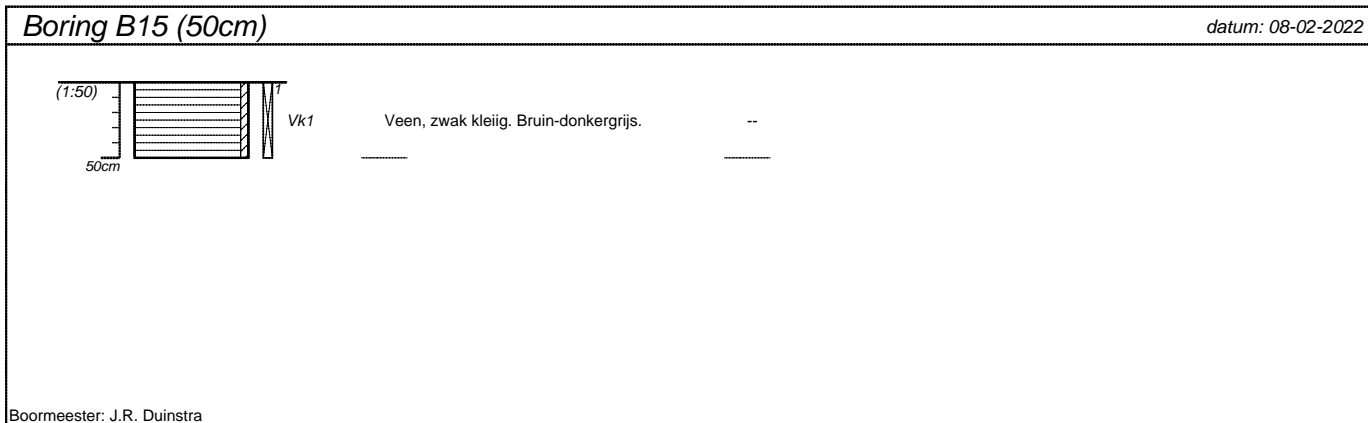 Boring B15 (50cm) datum: 08-02-2022
(1:50) 1
Vk1 Veen, zwak kleiig. Bruin-donkergrijs. --
50cm
Boormeester: J.R. Duinstra